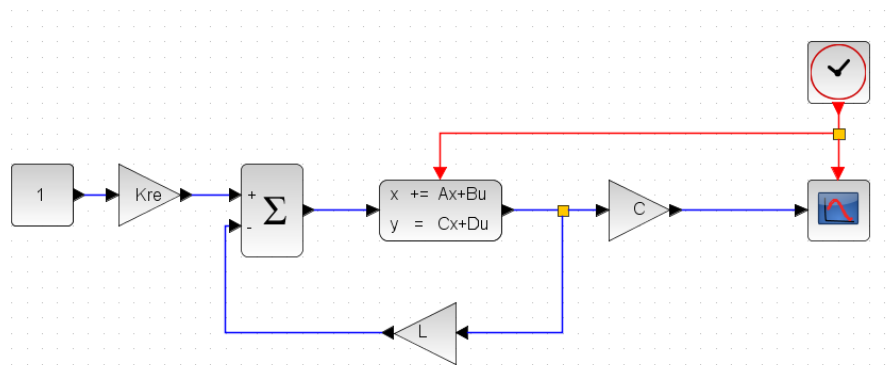 1
Kre
+
-
Σ
x += Ax+Bu
y = Cx+Du
C
L